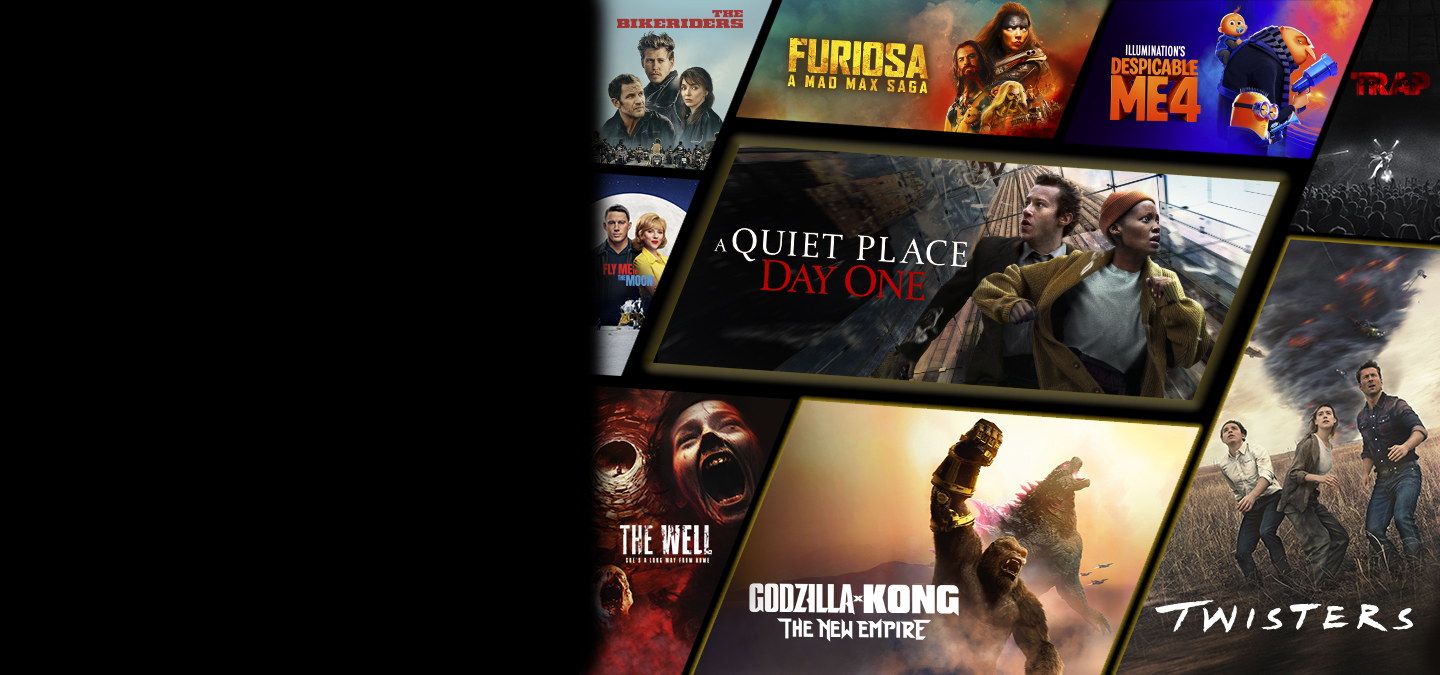 THE
BIKERIDERS
FURIOSA
A MAD MAX SAGA
ILLUMINATION'S
DESPICABLE
ME 4
TRAP
FLY ME TO
THE MOON
A QUIET PLACE
DAY ONE
THE WELL
SHE'S A LONG WAY FROM HOME
GODZILLA x KONG
THE NEW EMPIRE
TWISTERS